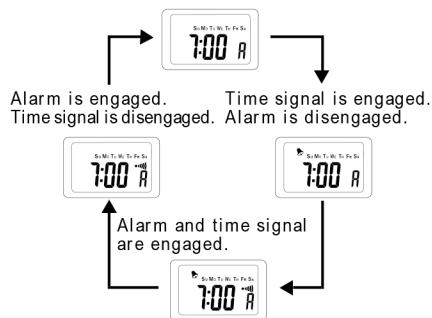 Su Mo Tu We Th Fr Sa
7:00 A
Alarm is engaged.
Time signal is disengaged.
Time signal is engaged.
Alarm is disengaged.
Su Mo Tu We Th Fr Sa
7:00 A
Su Mo Tu We Th Fr Sa
7:00 A
Alarm and time signal
are engaged.
Su Mo Tu We Th Fr Sa
7:00 A